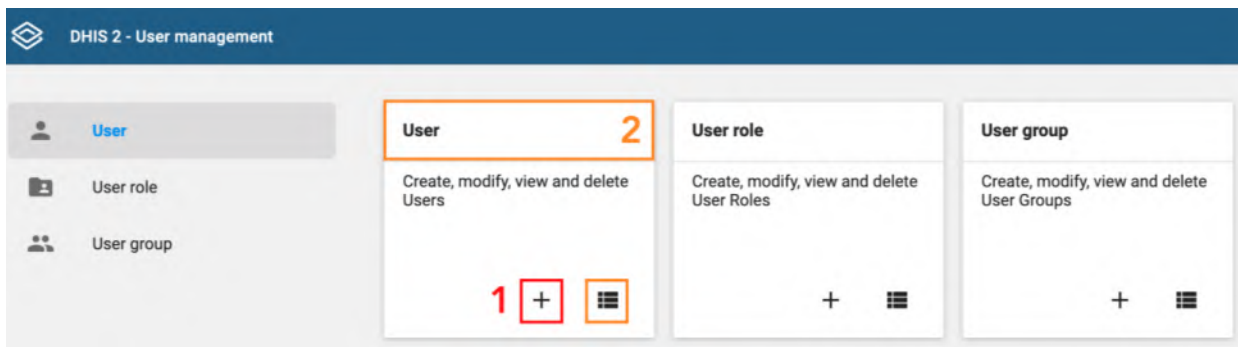 DHIS 2 - User management
User
User role
User group
User 2
Create, modify, view and delete
Users
1 +
User role
Create, modify, view and delete
User Roles
+
User group
Create, modify, view and delete
User Groups
+